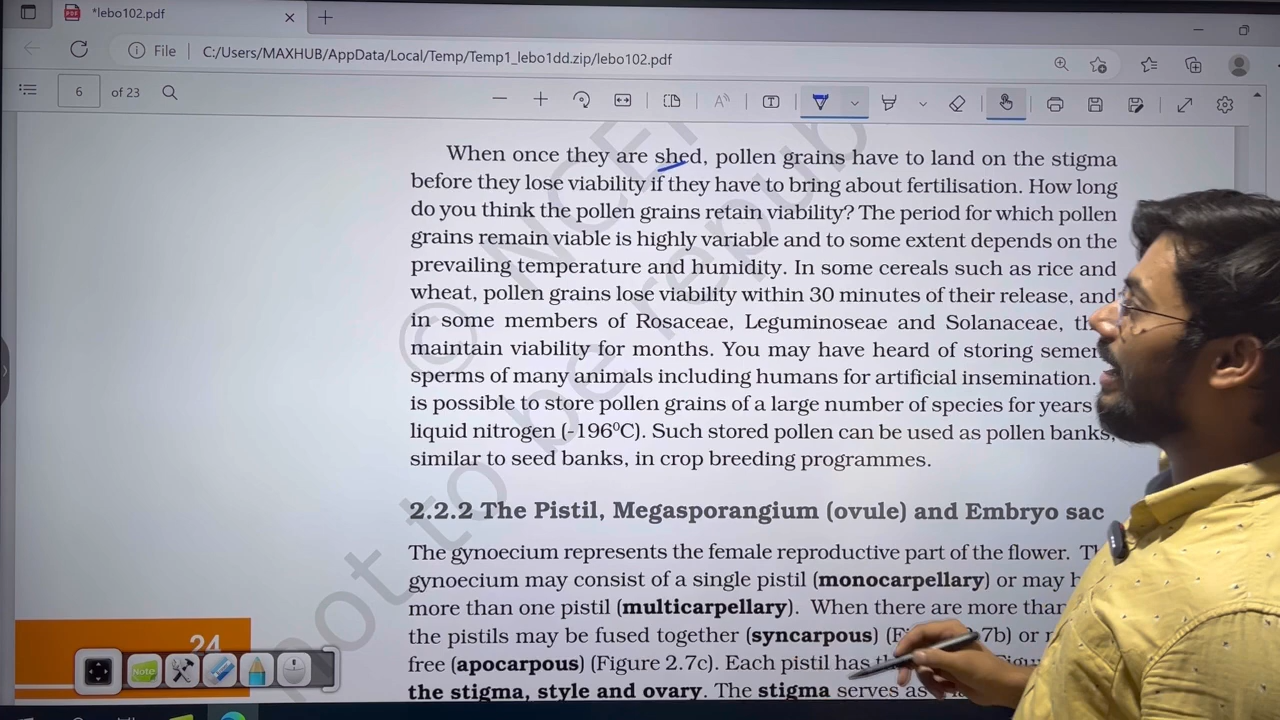 *lebo102.pdf
File
C:/Users/MAXHUB/AppData/Local/Temp/Temp1_lebo1dd.zip/lebo102.pdf
6 of 23
When once they are shed, pollen grains have to land on the stigma
before they lose viability if they have to bring about fertilisation. How long
do you think the pollen grains retain viability? The period for which pollen
grains remain viable is highly variable and to some extent depends on the
prevailing temperature and humidity. In some cereals such as rice and
wheat, pollen grains lose viability within 30 minutes of their release, and
in some members of Rosaceae, Leguminoseae and Solanaceae,
maintain viability for months. You may have heard of storing
sperms of many animals including humans for artificial insemination.
is possible to store pollen grains of a large number of species for years
liquid nitrogen (-196⁰C). Such stored pollen can be used as pollen banks,
similar to seed banks, in crop breeding programmes.
2.2.2 The Pistil, Megasporangium (ovule) and Embryo sac
The gynoecium represents the female reproductive part of the flower.
gynoecium may consist of a single pistil (monocarpellary) or may
more than one pistil (multicarpellary). When there are more
the pistils may be fused together (syncarpous) 7b) or
free (apocarpous) (Figure 2.7c). Each pistil has
the stigma, style and ovary. The stigma serves as
24
Note
© NCE
not to be repub